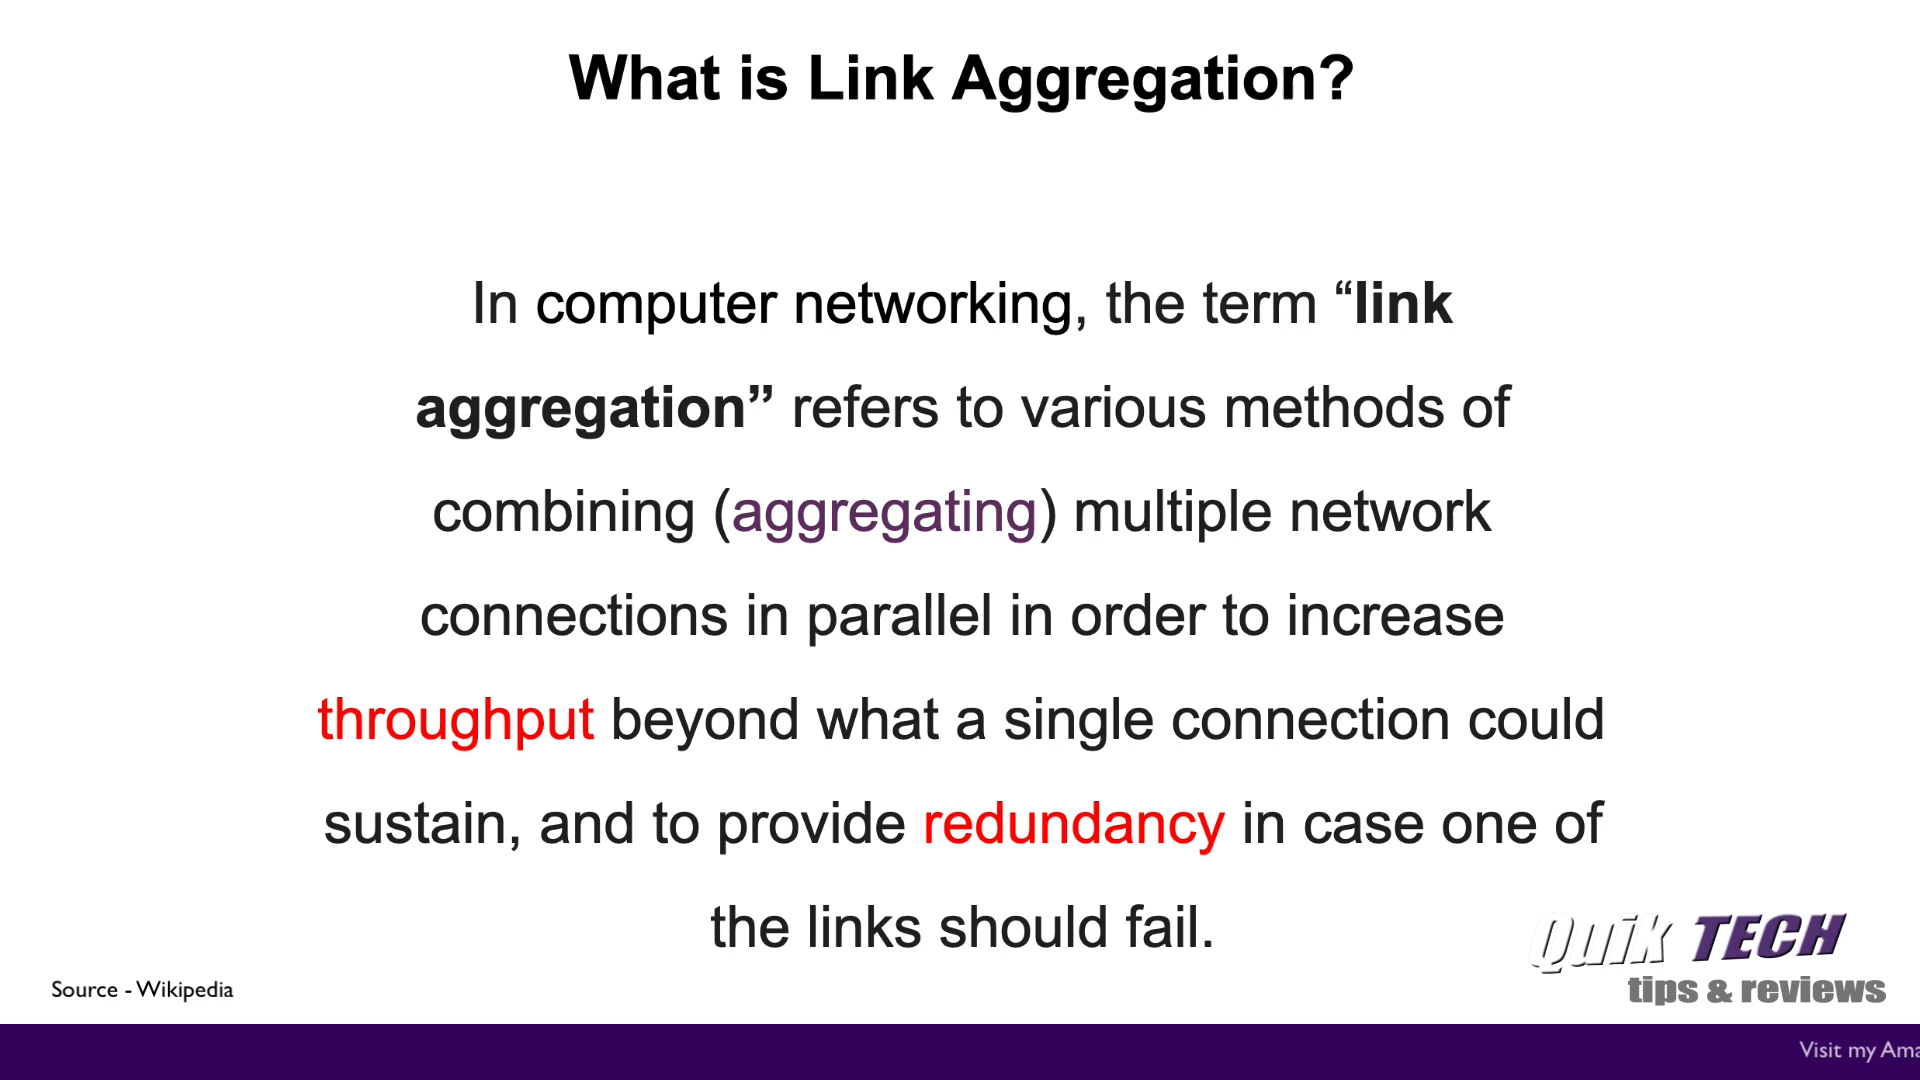 What is Link Aggregation?
In computer networking, the term “link
aggregation” refers to various methods of
combining (aggregating) multiple network
connections in parallel in order to increase
throughput beyond what a single connection could
sustain, and to provide redundancy in case one of
the links should fail.
Quik TECH
tips & reviews
Source - Wikipedia
Visit my Ama